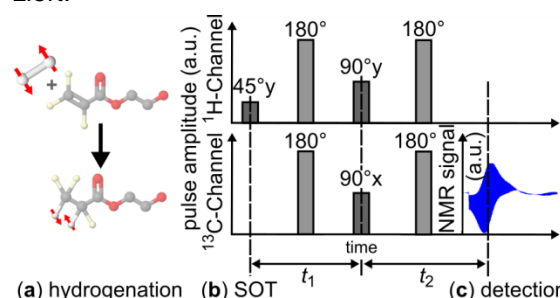 +
pulse amplitude (a.u.)
¹H-Channel
45°y
180°
90°y
180°
¹³C-Channel
180°
90°x
180°
NMR signal
(a.u.)
time
t₁
t₂
(a) hydrogenation (b) SOT (c) detection